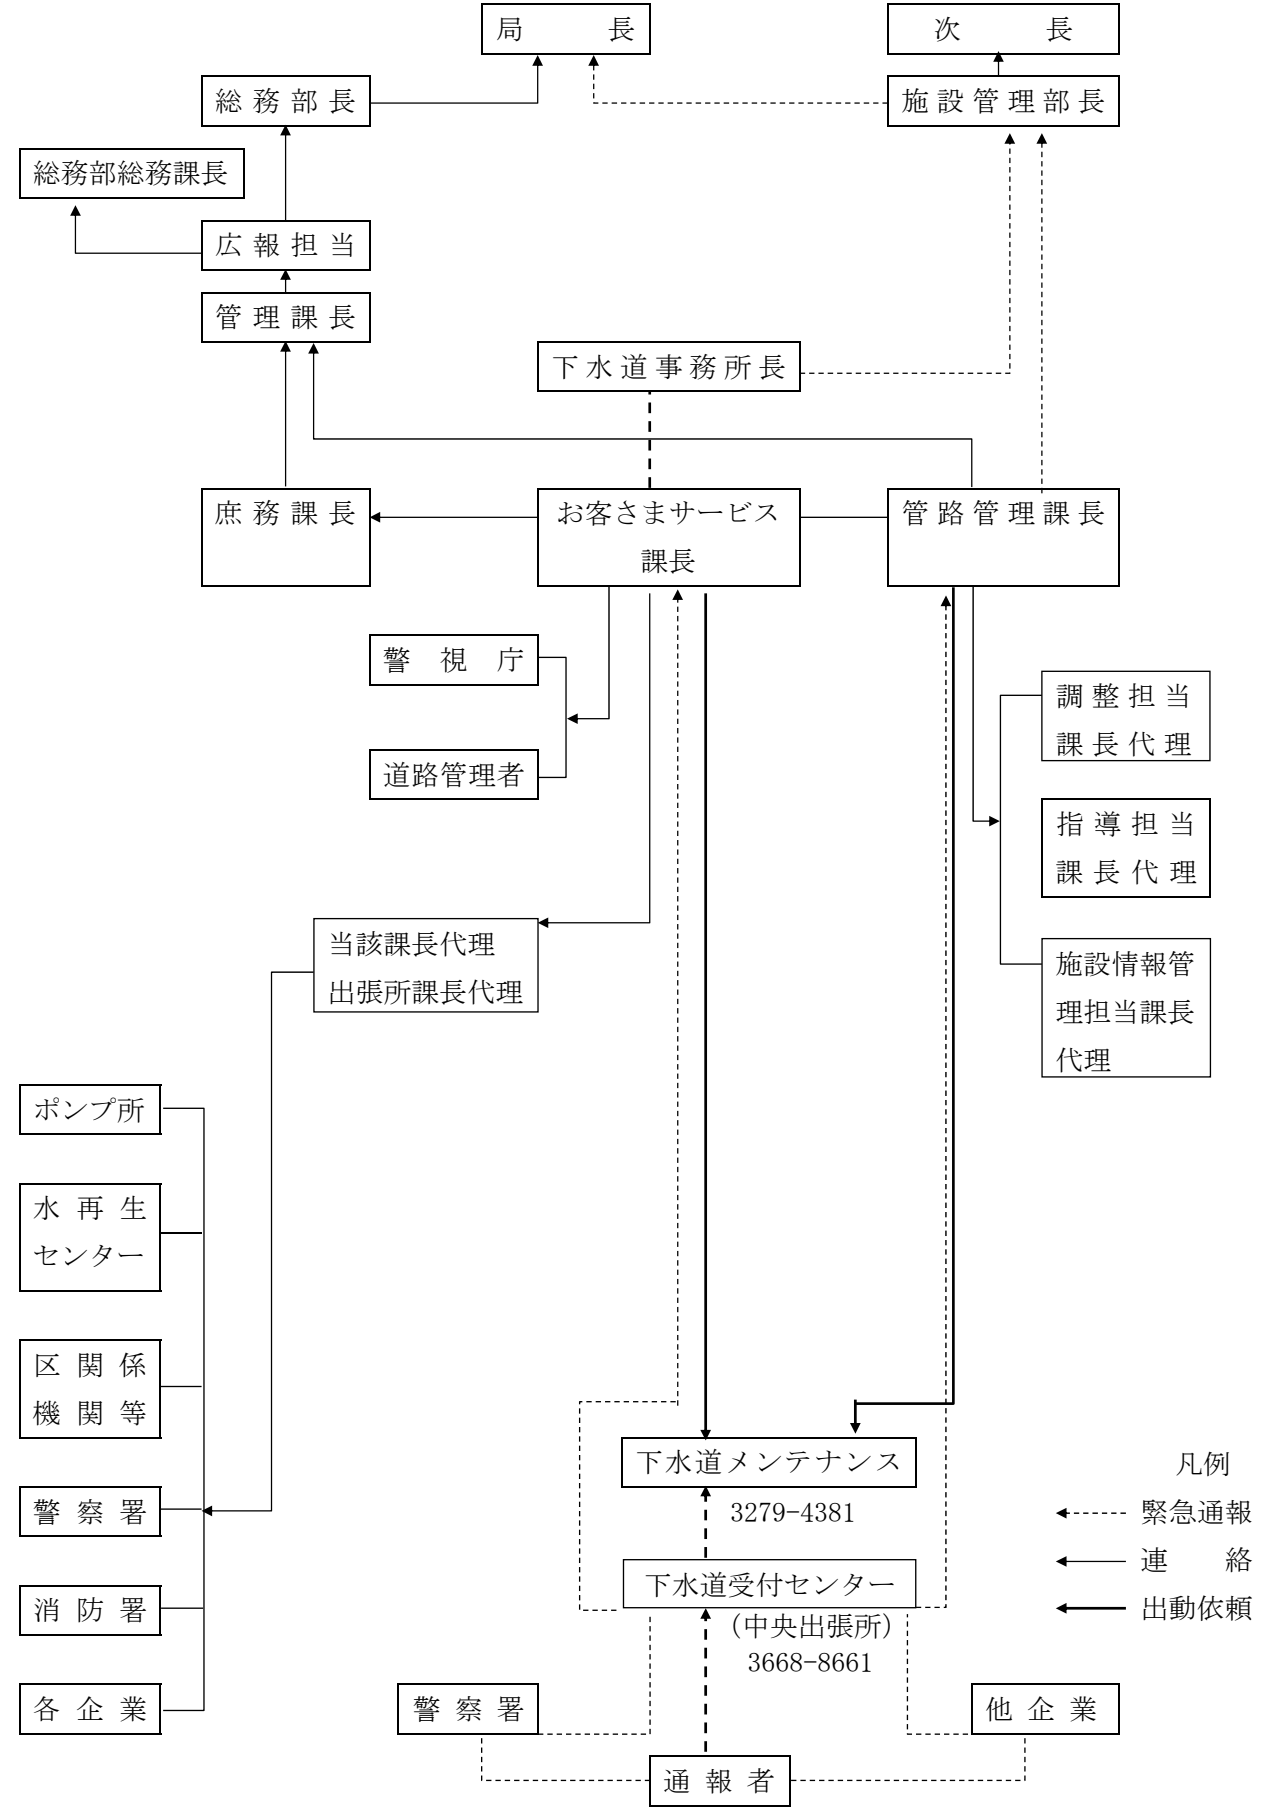 局　　　長
次　　　長
総 務 部 長
施 設 管 理 部 長
総務部総務課長
広 報 担 当
管 理 課 長
下 水 道 事 務 所 長
庶 務 課 長
お客さまサービス
課長
管 路 管 理 課 長
警　視　庁
道路管理者
調 整 担 当
課 長 代 理
指 導 担 当
課 長 代 理
当該課長代理
出張所課長代理
施設情報管
理担当課長
代理
ポンプ所
水 再 生
センター
区 関 係
機 関 等
警 察 署
消 防 署
各 企 業
下水道メンテナンス
3279-4381
下水道受付センター
（中央出張所）
3668-8661
警 察 署
他 企 業
通 報 者
凡例
緊急通報
連　　絡
出動依頼